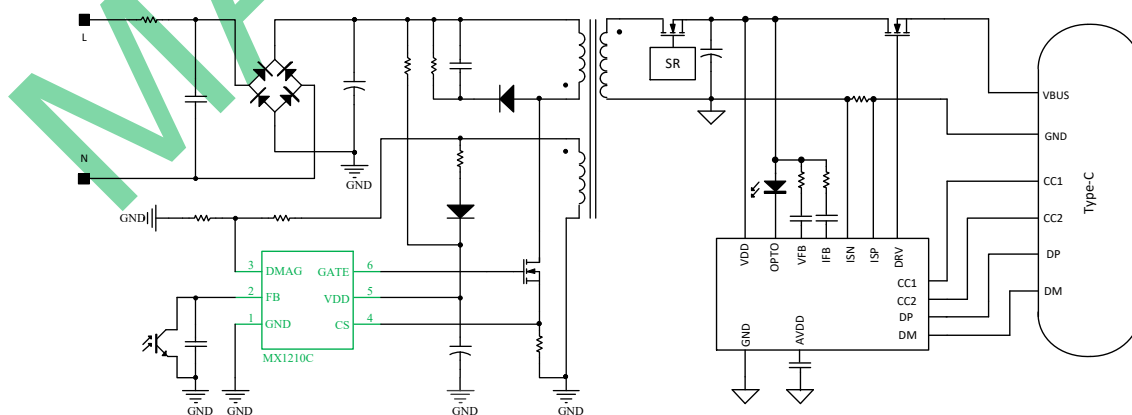 MA
L
N
SR
VBUS
GND
CC1
CC2
DP
DM
Type-C
GND
GND
VDD
OPTO
VFB
IFB
ISN
ISP
DRV
CC1
CC2
DP
DM
GND
AVDD
3 DMAG GATE 6
2 FB VDD 5
1 GND CS 4
MX1210C
GND
GND
GND
GND